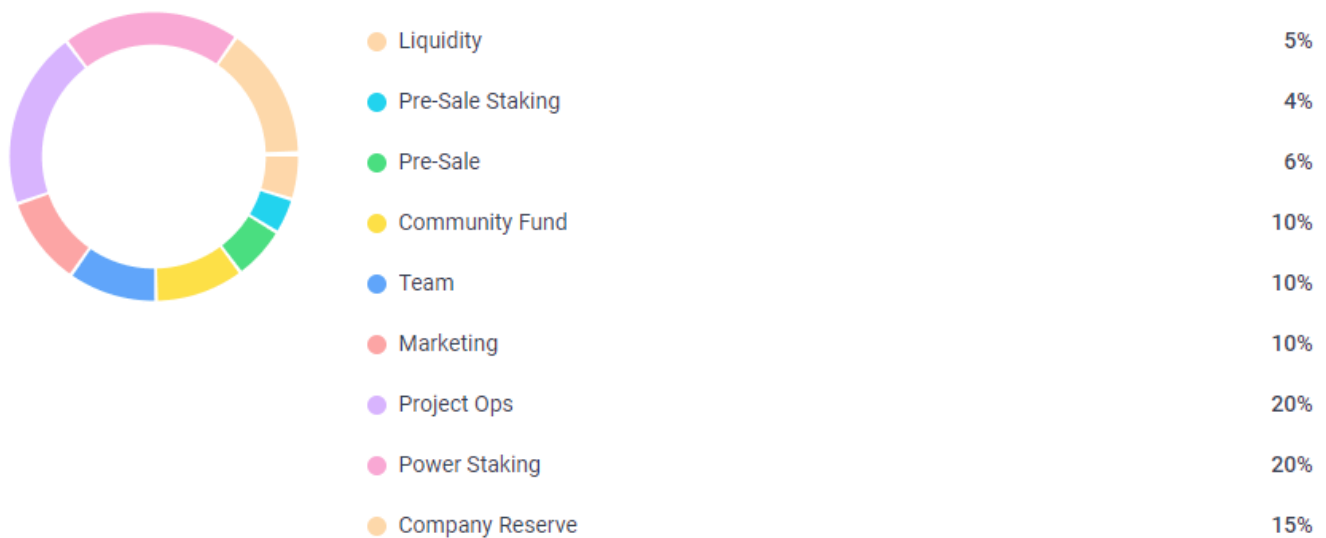 Liquidity 5%
Pre-Sale Staking 4%
Pre-Sale 6%
Community Fund 10%
Team 10%
Marketing 10%
Project Ops 20%
Power Staking 20%
Company Reserve 15%